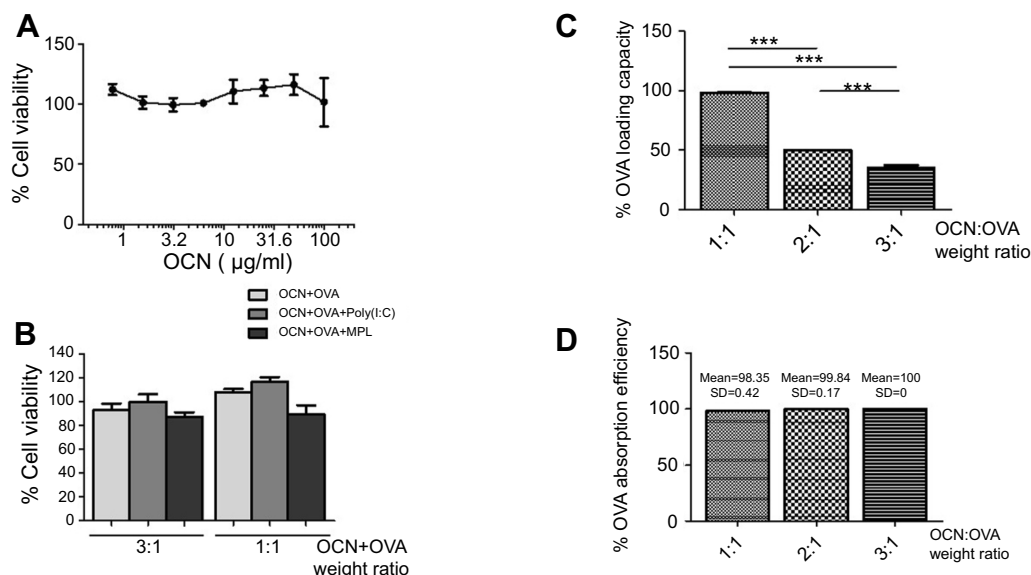 A
150
100
50
0
% Cell viability
1 3.2 10 31.6 100
OCN ( µg/ml)
OCN+OVA
OCN+OVA+Poly(I:C)
OCN+OVA+MPL
B
140
120
100
80
60
40
20
0
% Cell viability
3:1 1:1
OCN+OVA
weight ratio
C
150
100
50
0
% OVA loading capacity
***
***
***
1:1 2:1 3:1
OCN:OVA
weight ratio
D
150
100
50
0
% OVA absorption efficiency
Mean=98.35 Mean=99.84 Mean=100
SD=0.42 SD=0.17 SD=0
1:1 2:1 3:1
OCN:OVA
weight ratio